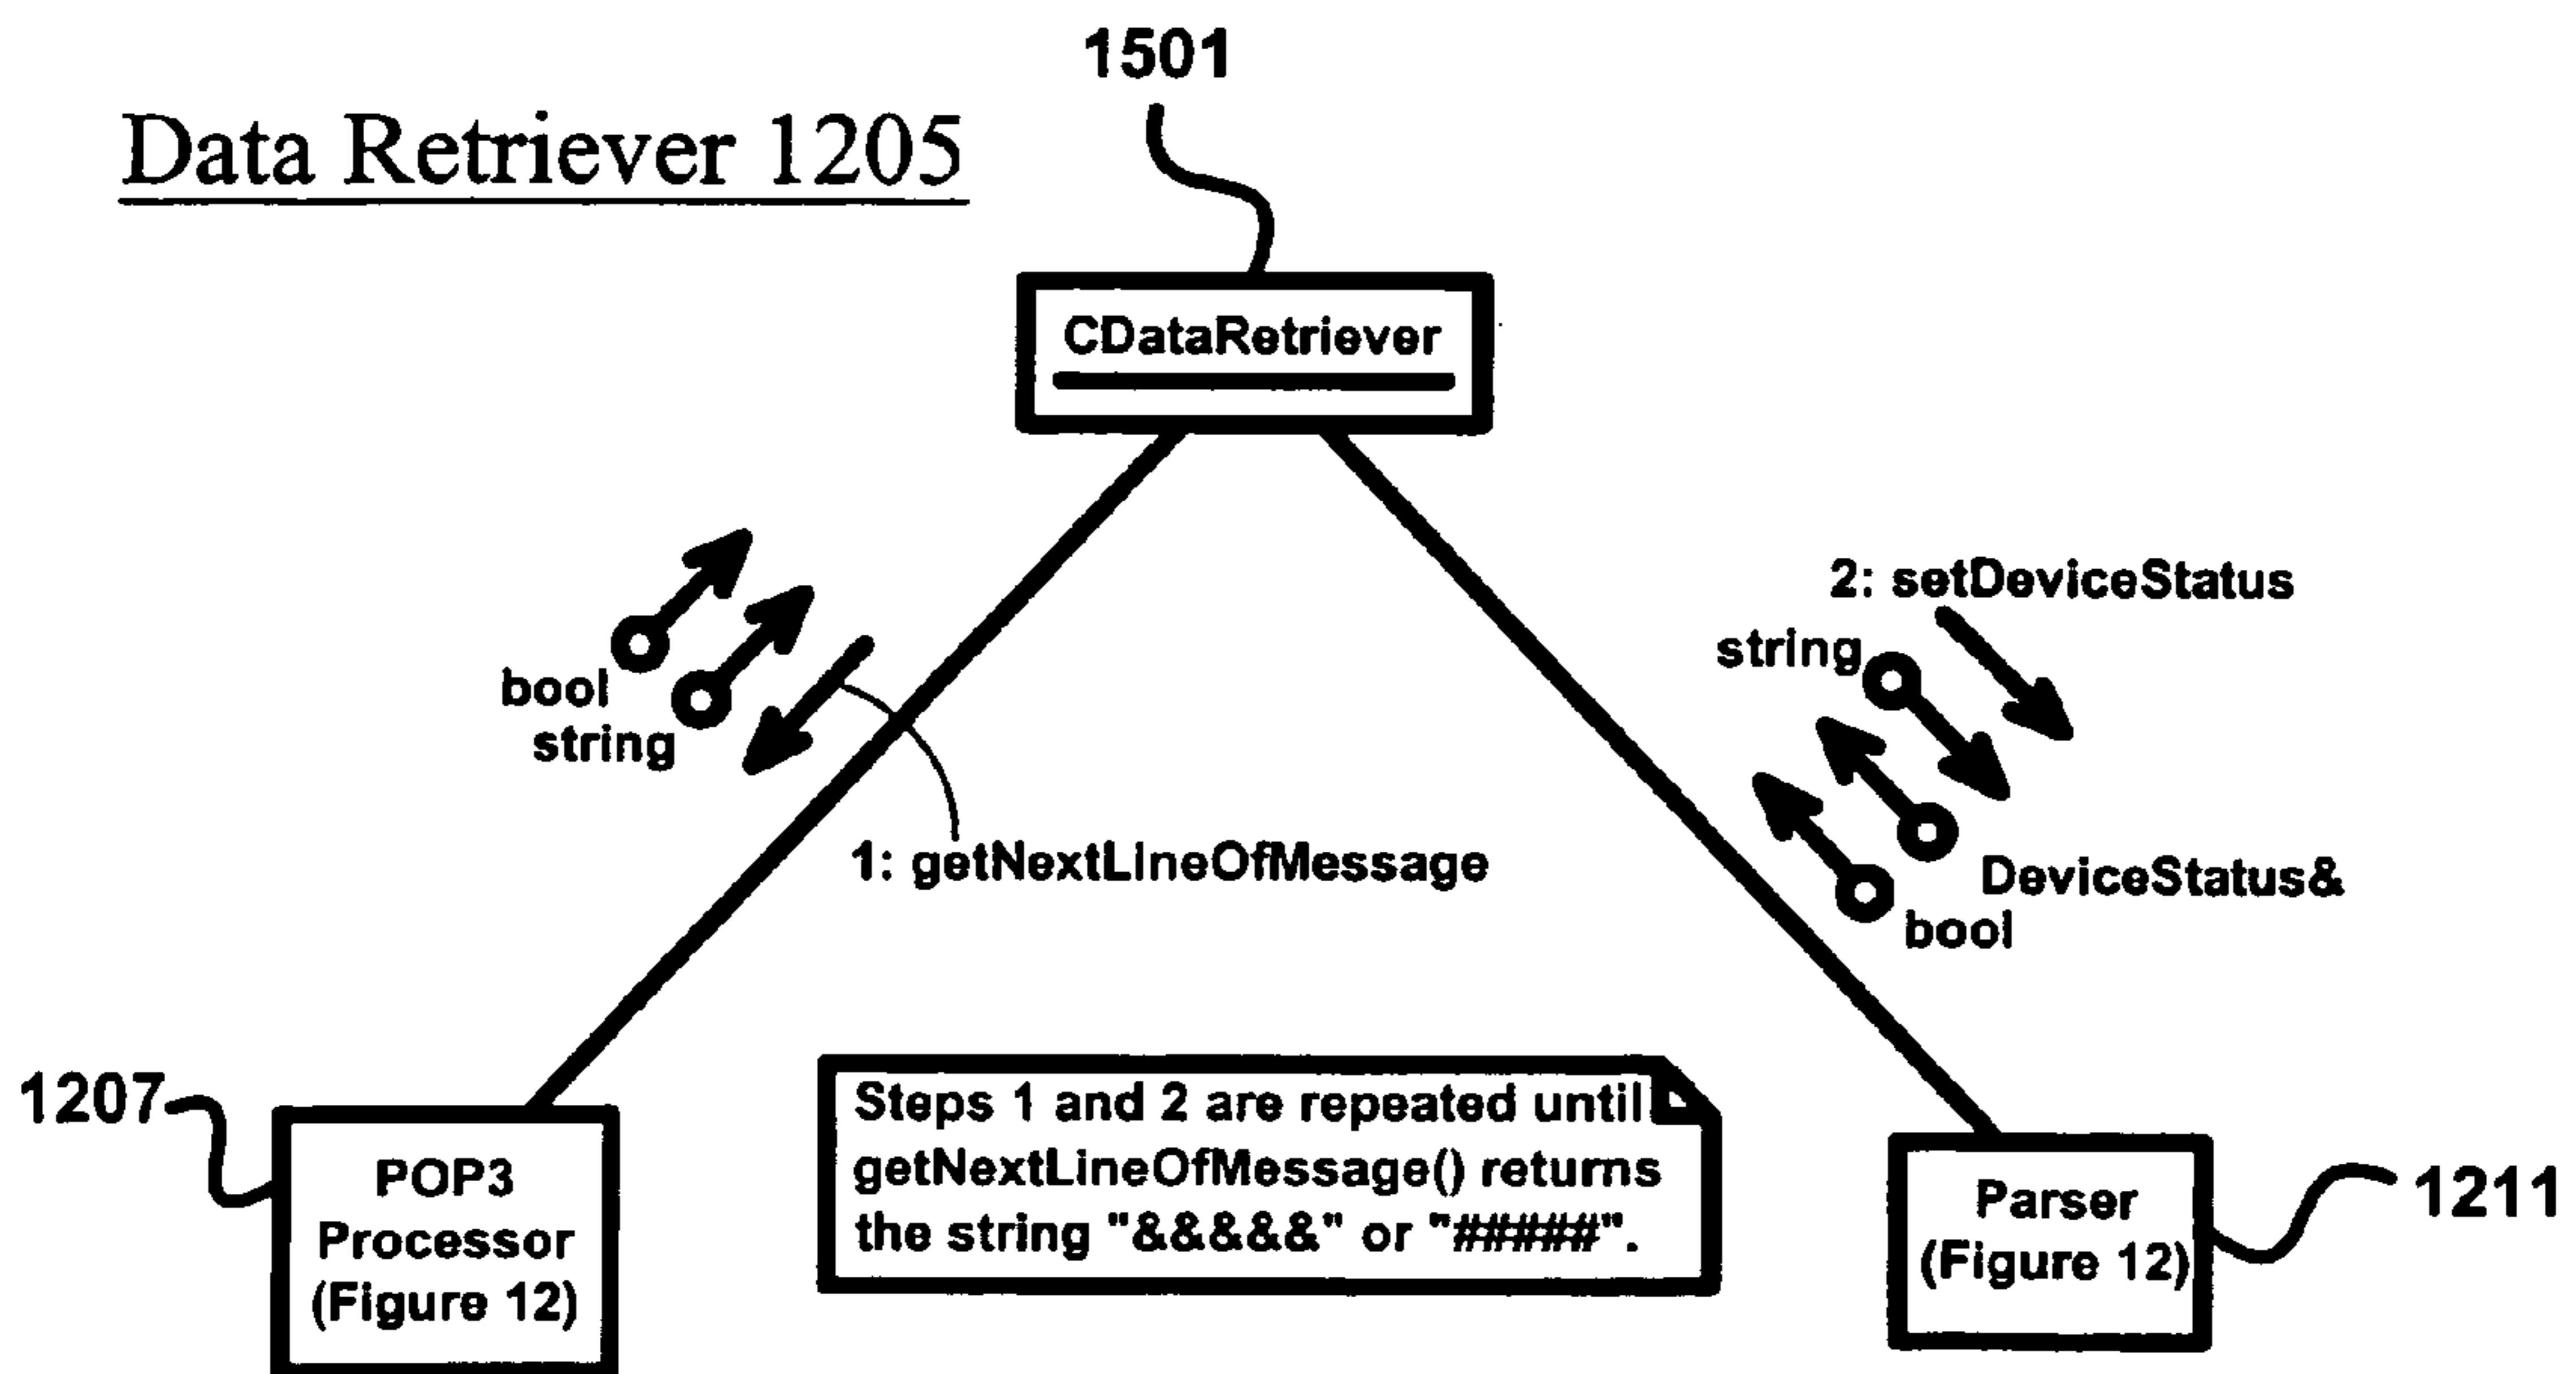 1501
Data Retriever 1205
CDataRetriever
2: setDeviceStatus
string
bool
string
1: getNextLineOfMessage
DeviceStatus&
bool
1207
POP3
Processor
(Figure 12)
Steps 1 and 2 are repeated until
getNextLineOfMessage() returns
the string "&&&&&" or "#####".
Parser
(Figure 12)
1211